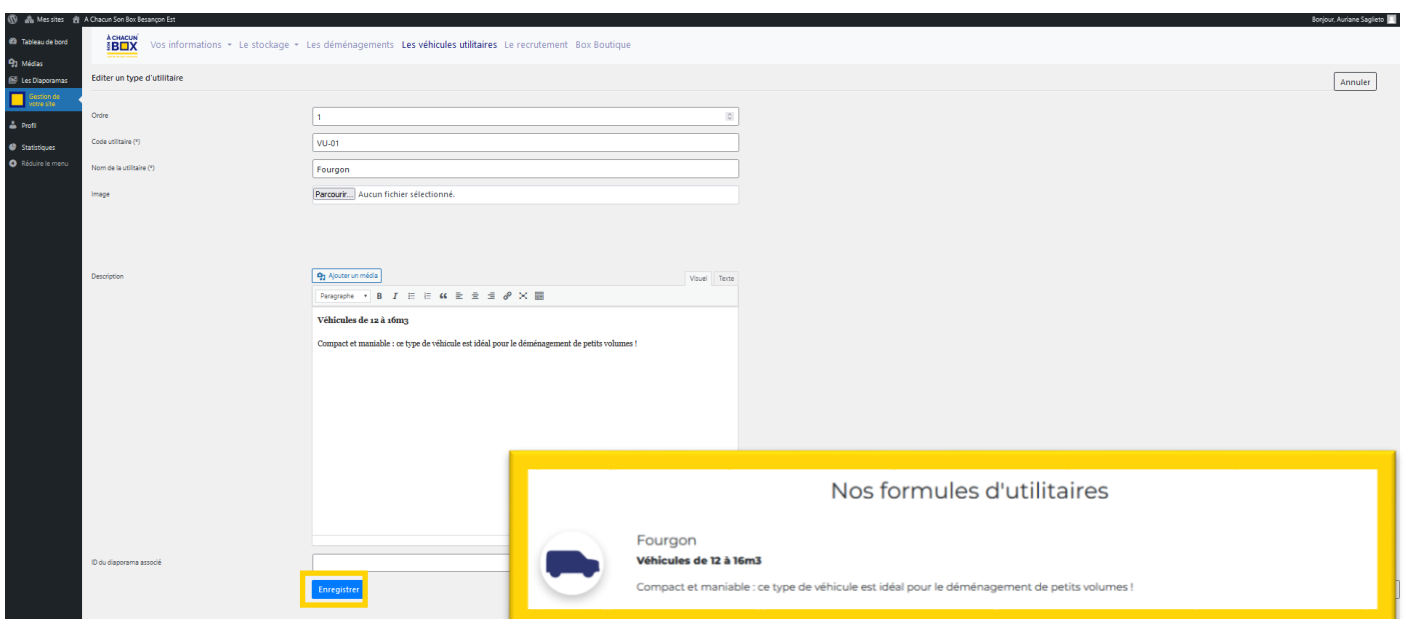 Mes sites A Chacun Son Box Besançon Est Bonjour, Auriane Saglieto
Tableau de bord
Médias
Les Diaporamas
Gestion de
votre site
Profil
Statistiques
Réduire le menu
À CHACUN
SON BOX
Vos informations Le stockage Les déménagements Les véhicules utilitaires Le recrutement Box Boutique
Editer un type d'utilitaire
Annuler
Ordre
1
Code utilitaire (*)
VU-01
Nom de la utilitaire (*)
Fourgon
Image
Parcourir... Aucun fichier sélectionné.
Description
Ajouter un média
Visuel Texte
Paragraphe
B I
Véhicules de 12 à 16m3
Compact et maniable : ce type de véhicule est idéal pour le déménagement de petits volumes !
ID du diaporama associé
Enregistrer
Nos formules d'utilitaires
Fourgon
Véhicules de 12 à 16m3
Compact et maniable : ce type de véhicule est idéal pour le déménagement de petits volumes !